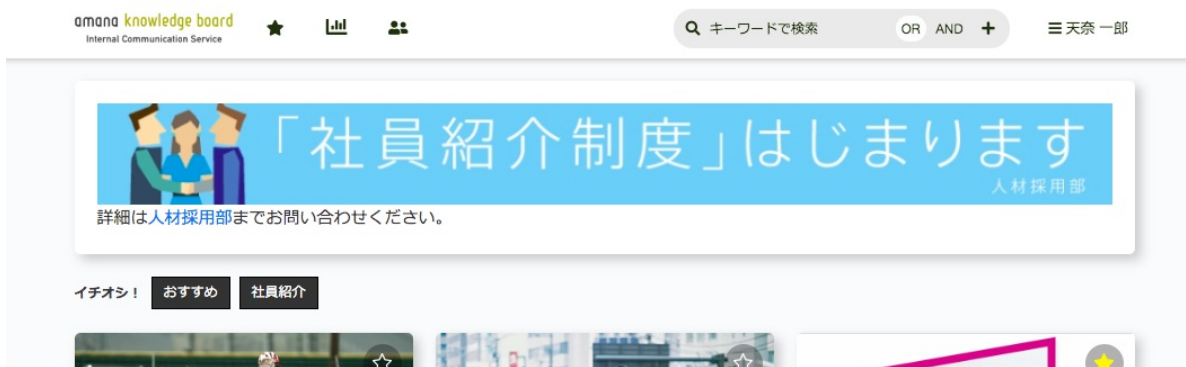 amana knowledge board
Internal Communication Service
キーワードで検索
OR AND +
天奈 一郎
「社員紹介制度」はじまります
人材採用部
詳細は人材採用部までお問い合わせください。
イチオシ！ おすすめ 社員紹介